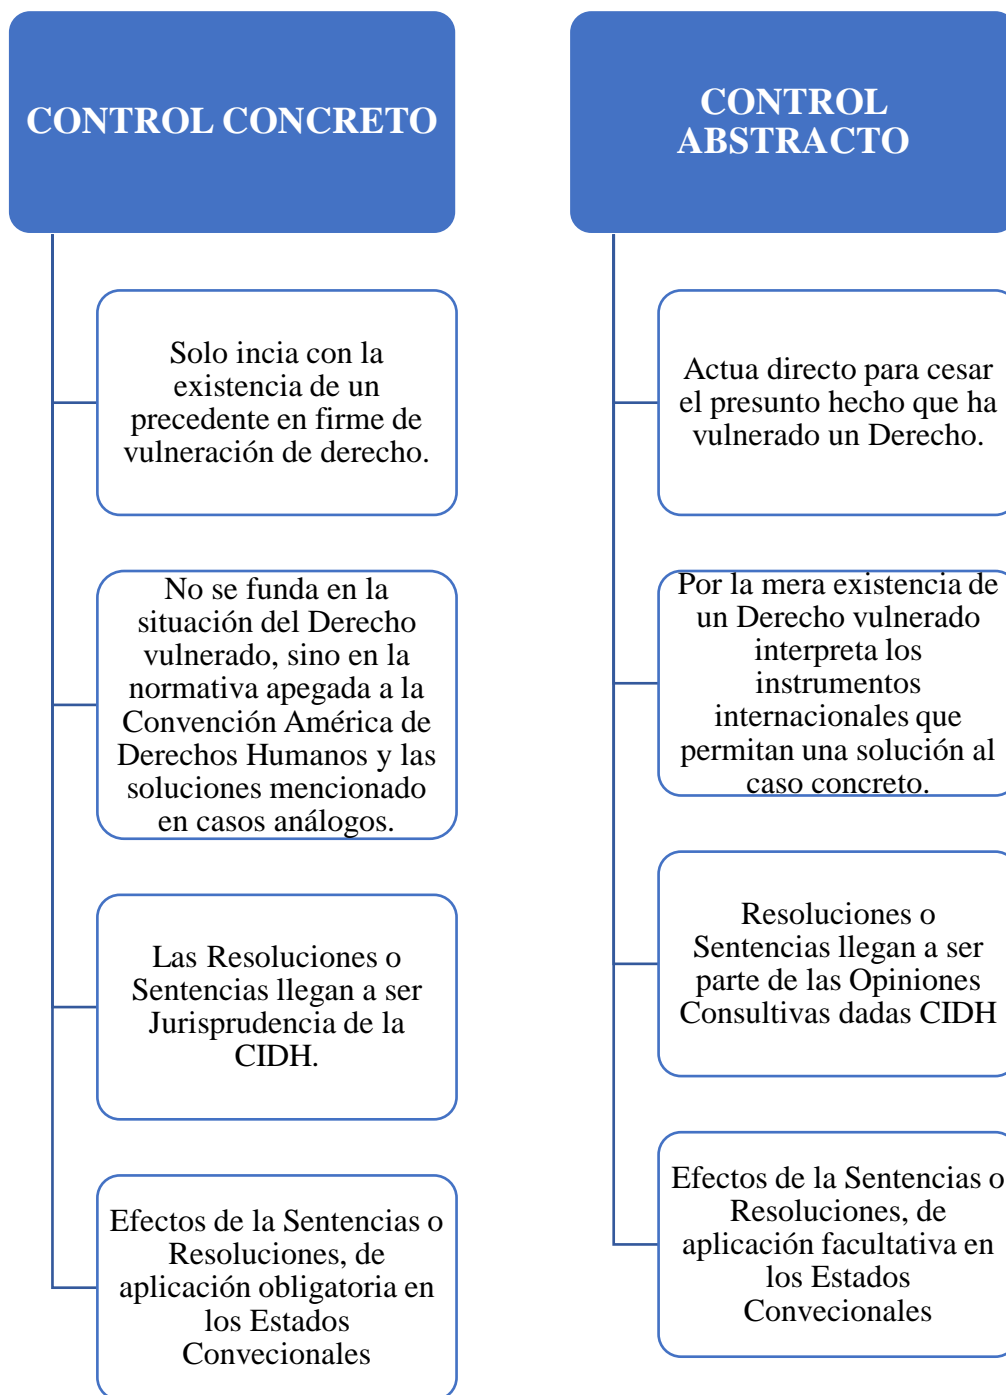 CONTROL CONCRETO
Solo incia con la
existencia de un
precedente en firme de
vulneración de derecho.
No se funda en la
situación del Derecho
vulnerado, sino en la
normativa apegada a la
Convención América de
Derechos Humanos y las
soluciones mencionado
en casos análogos.
Las Resoluciones o
Sentencias llegan a ser
Jurisprudencia de la
CIDH.
Efectos de la Sentencias o
Resoluciones, de
aplicación obligatoria en
los Estados
Convecionales
CONTROL
ABSTRACTO
Actua directo para cesar
el presunto hecho que ha
vulnerado un Derecho.
Por la mera existencia de
un Derecho vulnerado
interpreta los
instrumentos
internacionales que
permitan una solución al
caso concreto.
Resoluciones o
Sentencias llegan a ser
parte de las Opiniones
Consultivas dadas CIDH
Efectos de la Sentencias o
Resoluciones, de
aplicación facultativa en
los Estados
Convecionales